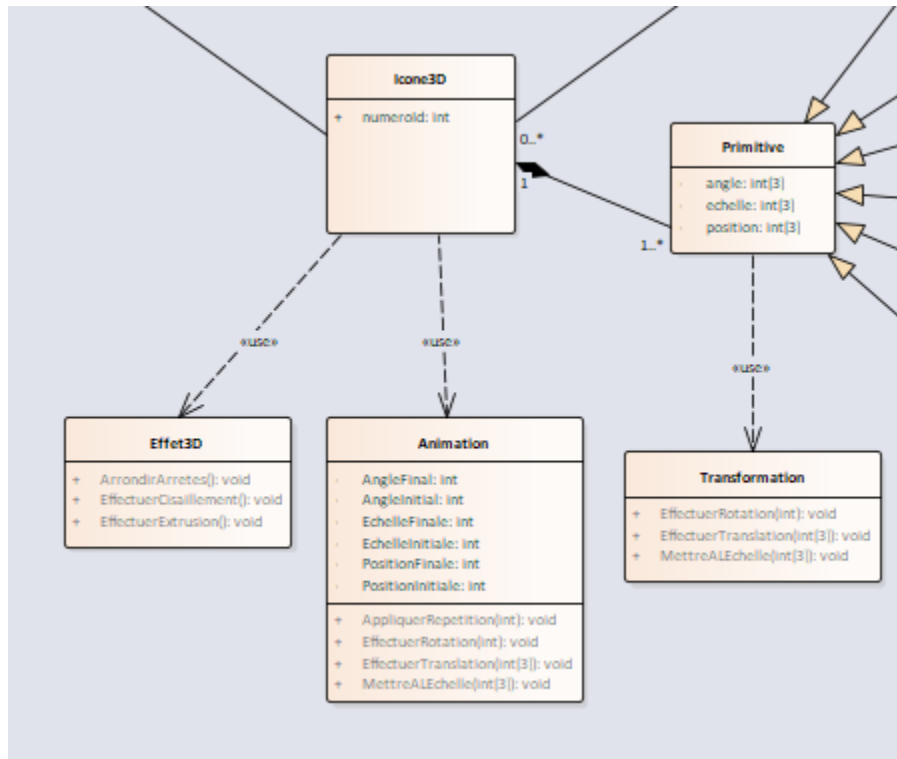 Icone3D
+ numeroId: int
0..*
1
1..*
Primitive
- angle: int[3]
- echelle: int[3]
- position: int[3]
«use»
«use»
«use»
Effet3D
+ ArrondirArretes(): void
+ EffectuerCisaillement(): void
+ EffectuerExtrusion(): void
Animation
- AngleFinal: int
- AngleInitial: int
- EchelleFinale: int
- EchelleInitiale: int
- PositionFinale: int
- PositionInitiale: int
+ AppliquerRepetition(int): void
+ EffectuerRotation(int): void
+ EffectuerTranslation(int[3]): void
+ MettreALEchelle(int[3]): void
Transformation
+ EffectuerRotation(int): void
+ EffectuerTranslation(int[3]): void
+ MettreALEchelle(int[3]): void